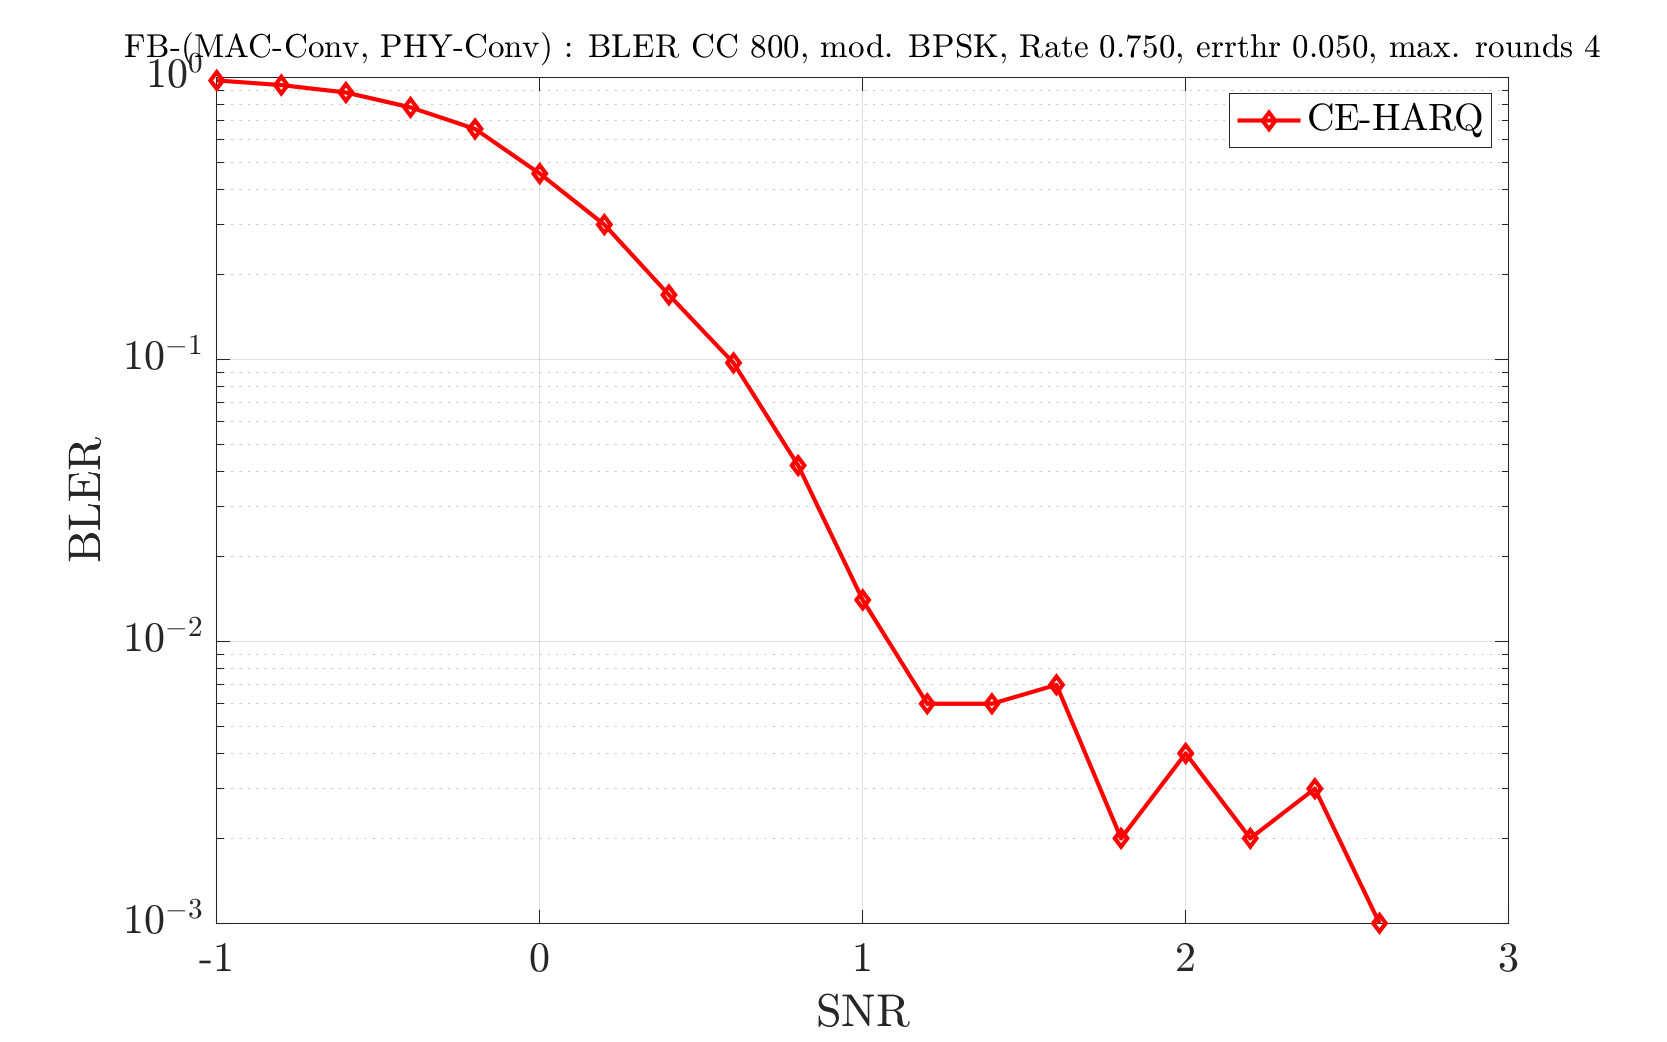 FB-(MAC-Conv, PHY-Conv) : BLER CC 800, mod. BPSK, Rate 0.750, errthr 0.050, max. rounds 4
10^0
CE-HARQ
10^{-1}
BLER
10^{-2}
10^{-3}
-1 0 1 2 3
SNR